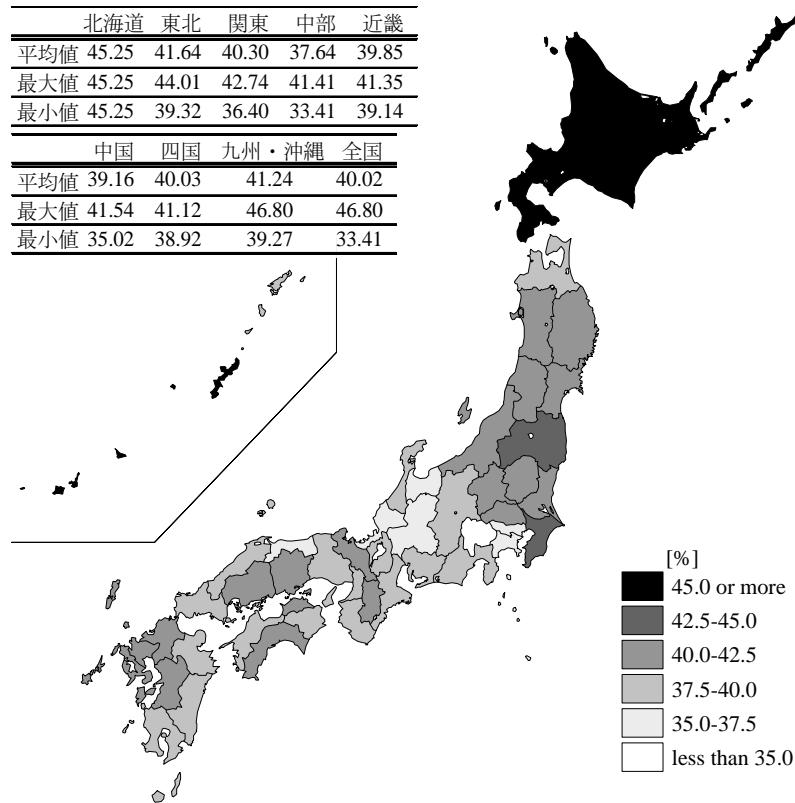 北海道 東北 関東 中部 近畿
平均値 45.25 41.64 40.30 37.64 39.85
最大値 45.25 44.01 42.74 41.41 41.35
最小値 45.25 39.32 36.40 33.41 39.14
中国 四国 九州・沖縄 全国
平均値 39.16 40.03 41.24 40.02
最大値 41.54 41.12 46.80 46.80
最小値 35.02 38.92 39.27 33.41
[%]
45.0 or more
42.5-45.0
40.0-42.5
37.5-40.0
35.0-37.5
less than 35.0